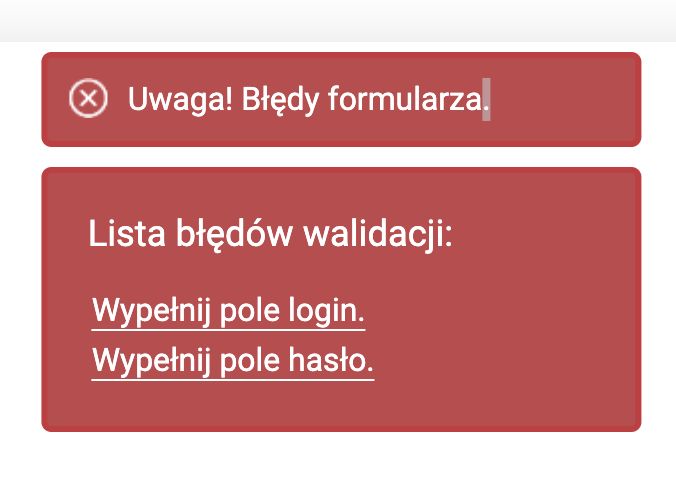 Uwaga! Błędy formularza.
Lista błędów walidacji:
Wypełnij pole login.
Wypełnij pole hasło.